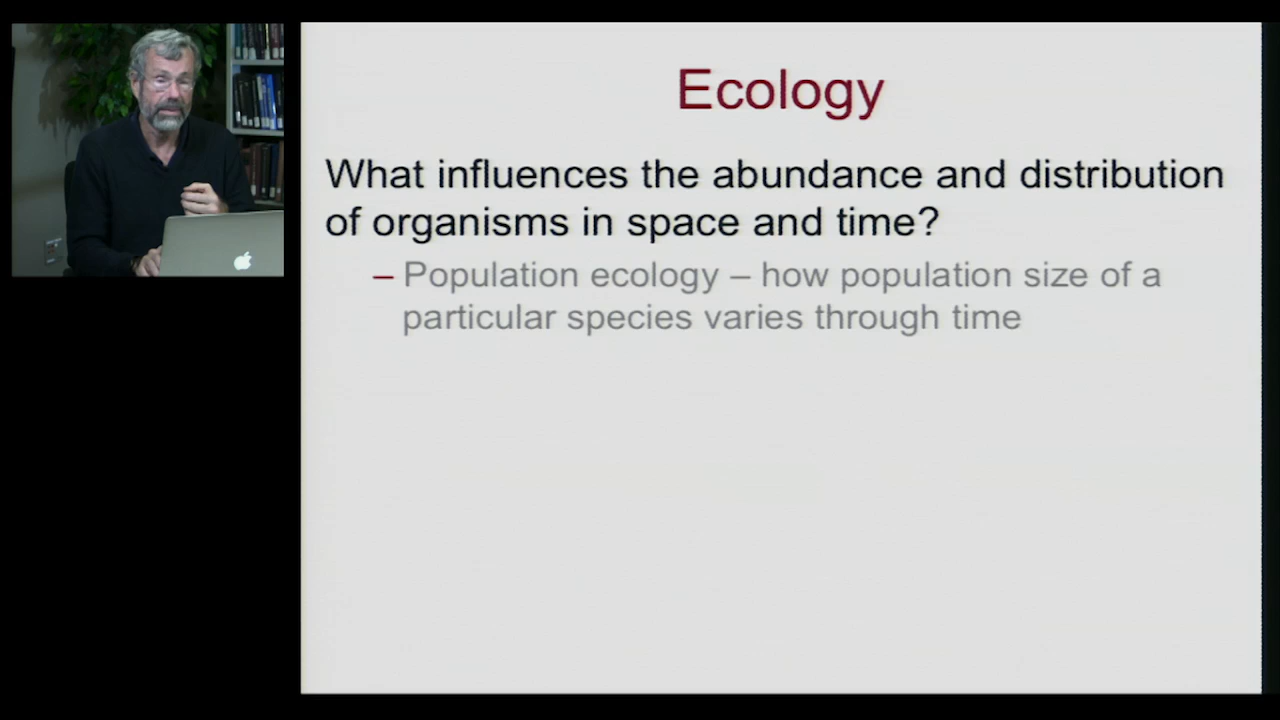 Ecology
What influences the abundance and distribution
of organisms in space and time?
– Population ecology – how population size of a
particular species varies through time